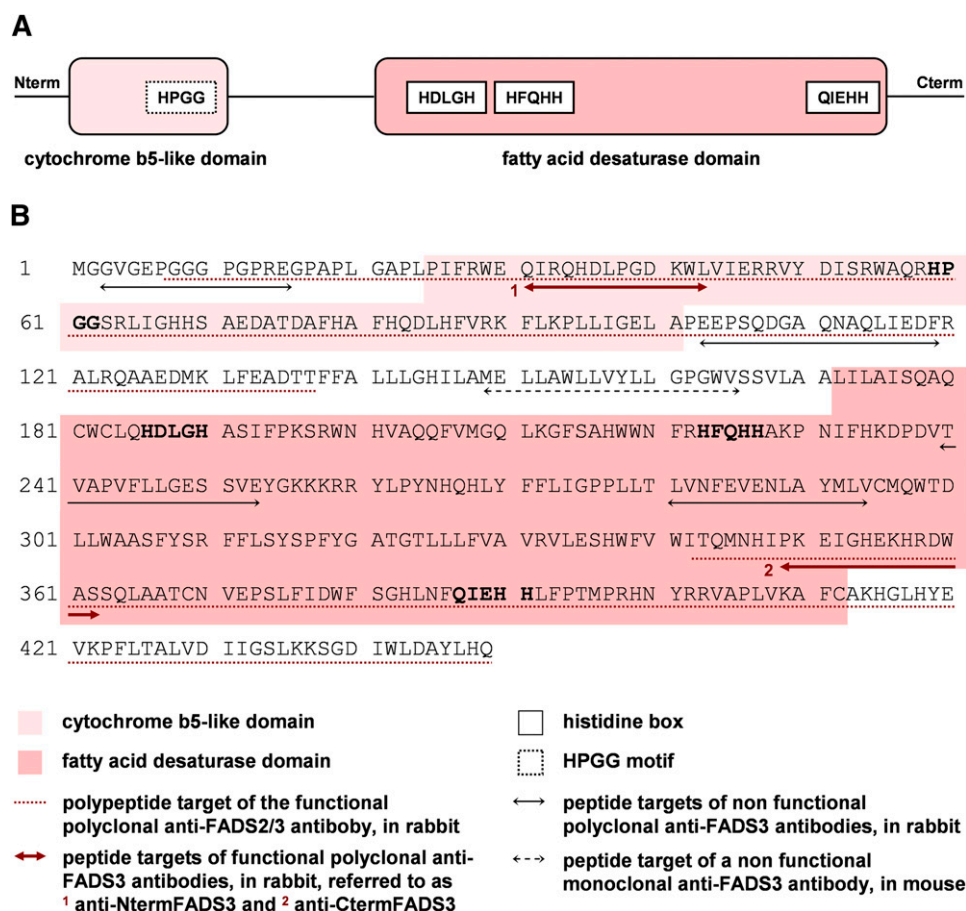 A
Nterm HPGG HDLGH HFQHH QIEHH Cterm
cytochrome b5-like domain fatty acid desaturase domain
B
1 MGGVGEPGGG PGPREGPAPL GAPLPIFRWE QIRQHDLPGD KWLVIERRVY DISRWAQRHP
1
61 GGSRLIGHHS AEDATDAFHA FHQDLHFVRK FLKPLLIGEL APEEPSQDGA QNAQLIEDFR
121 ALRQAAEDMK LFEADTTFFA LLLGHILAME LLAWLLVYLL GPGWVSSVLA ALILAISQAQ
181 CWCLQHDLGH ASIFPKSRWN HVAQQFVMGQ LKGFSAHWWN FRHFQHHAKP NIFHKDPDVT
241 VAPVFLLGES SVEYGKKKRR YLPYNHQHLY FFLIGPPLLT LVNFEVENLA YMLVCMQWTD
301 LLWAASFYSR FFLSYSPFYG ATGTLLLFVA VRVLESHWFV WITQMNHIPK EIGHEKHRDW
2
361 ASSQLAATCN VEPSLFIDWF SGHLNFQIEH HLFPTMPRHN YRRVAPLVKA FCAKHGLHYE
421 VKPFLTALVD IIGSLKKSGD IWLDAYLHQ
cytochrome b5-like domain
fatty acid desaturase domain
polypeptide target of the functional
polyclonal anti-FADS2/3 antiboby, in rabbit
peptide targets of functional polyclonal anti-
FADS3 antibodies, in rabbit, referred to as
1 anti-NtermFADS3 and 2 anti-CtermFADS3
histidine box
HPGG motif
peptide targets of non functional
polyclonal anti-FADS3 antibodies, in rabbit
peptide target of a non functional
monoclonal anti-FADS3 antibody, in mouse